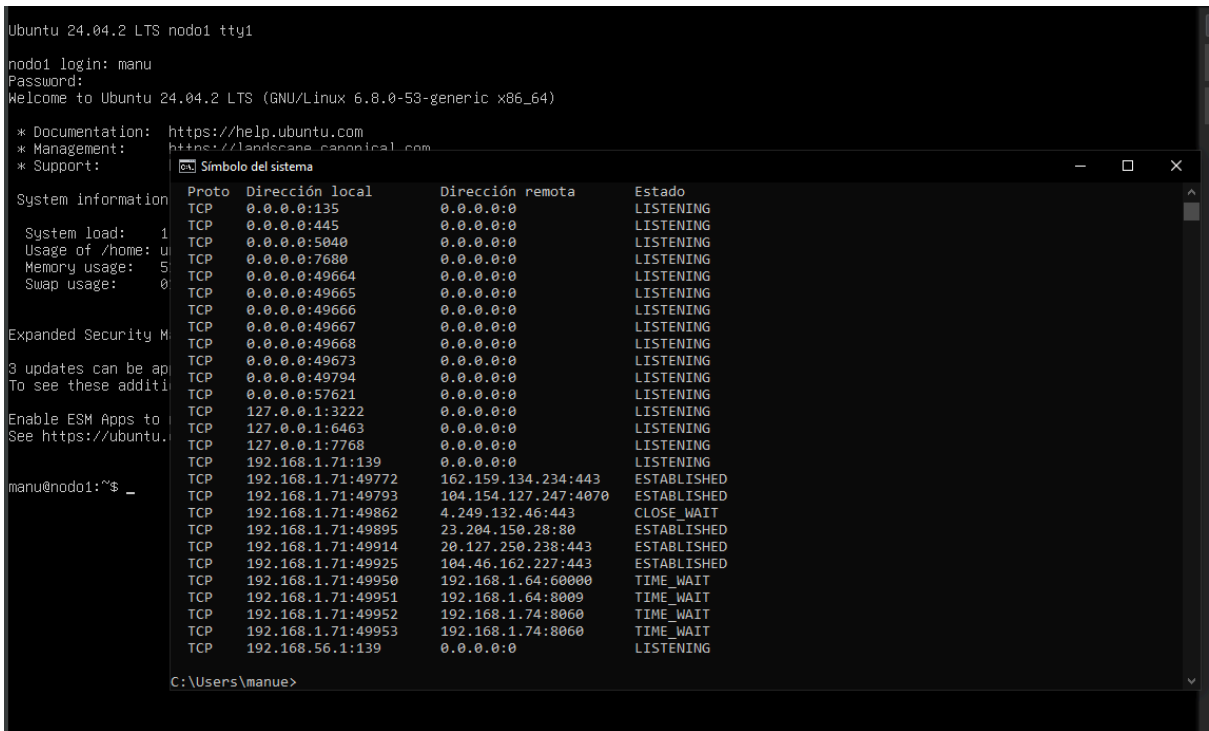 Ubuntu 24.04.2 LTS nodo1 tty1
nodo1 login: manu
Password:
Welcome to Ubuntu 24.04.2 LTS (GNU/Linux 6.8.0-53-generic x86_64)
* Documentation: https://help.ubuntu.com
* Management: https://landscape.canonical.com
* Support:
System information
System load: 1
Usage of /home: u
Memory usage: 5
Swap usage: 0
Expanded Security M
3 updates can be ap
To see these additi
Enable ESM Apps to
See https://ubuntu.
manu@nodo1:~$ _
Símbolo del sistema
Proto Dirección local Dirección remota Estado
TCP 0.0.0.0:135 0.0.0.0:0 LISTENING
TCP 0.0.0.0:445 0.0.0.0:0 LISTENING
TCP 0.0.0.0:5040 0.0.0.0:0 LISTENING
TCP 0.0.0.0:7680 0.0.0.0:0 LISTENING
TCP 0.0.0.0:49664 0.0.0.0:0 LISTENING
TCP 0.0.0.0:49665 0.0.0.0:0 LISTENING
TCP 0.0.0.0:49666 0.0.0.0:0 LISTENING
TCP 0.0.0.0:49667 0.0.0.0:0 LISTENING
TCP 0.0.0.0:49668 0.0.0.0:0 LISTENING
TCP 0.0.0.0:49673 0.0.0.0:0 LISTENING
TCP 0.0.0.0:49794 0.0.0.0:0 LISTENING
TCP 0.0.0.0:57621 0.0.0.0:0 LISTENING
TCP 127.0.0.1:3222 0.0.0.0:0 LISTENING
TCP 127.0.0.1:6463 0.0.0.0:0 LISTENING
TCP 127.0.0.1:7768 0.0.0.0:0 LISTENING
TCP 192.168.1.71:139 0.0.0.0:0 LISTENING
TCP 192.168.1.71:49772 162.159.134.234:443 ESTABLISHED
TCP 192.168.1.71:49793 104.154.127.247:4070 ESTABLISHED
TCP 192.168.1.71:49862 4.249.132.46:443 CLOSE_WAIT
TCP 192.168.1.71:49895 23.204.150.28:80 ESTABLISHED
TCP 192.168.1.71:49914 20.127.250.238:443 ESTABLISHED
TCP 192.168.1.71:49925 104.46.162.227:443 ESTABLISHED
TCP 192.168.1.71:49950 192.168.1.64:60000 TIME_WAIT
TCP 192.168.1.71:49951 192.168.1.64:8009 TIME_WAIT
TCP 192.168.1.71:49952 192.168.1.74:8060 TIME_WAIT
TCP 192.168.1.71:49953 192.168.1.74:8060 TIME_WAIT
TCP 192.168.56.1:139 0.0.0.0:0 LISTENING
C:\Users\manue>